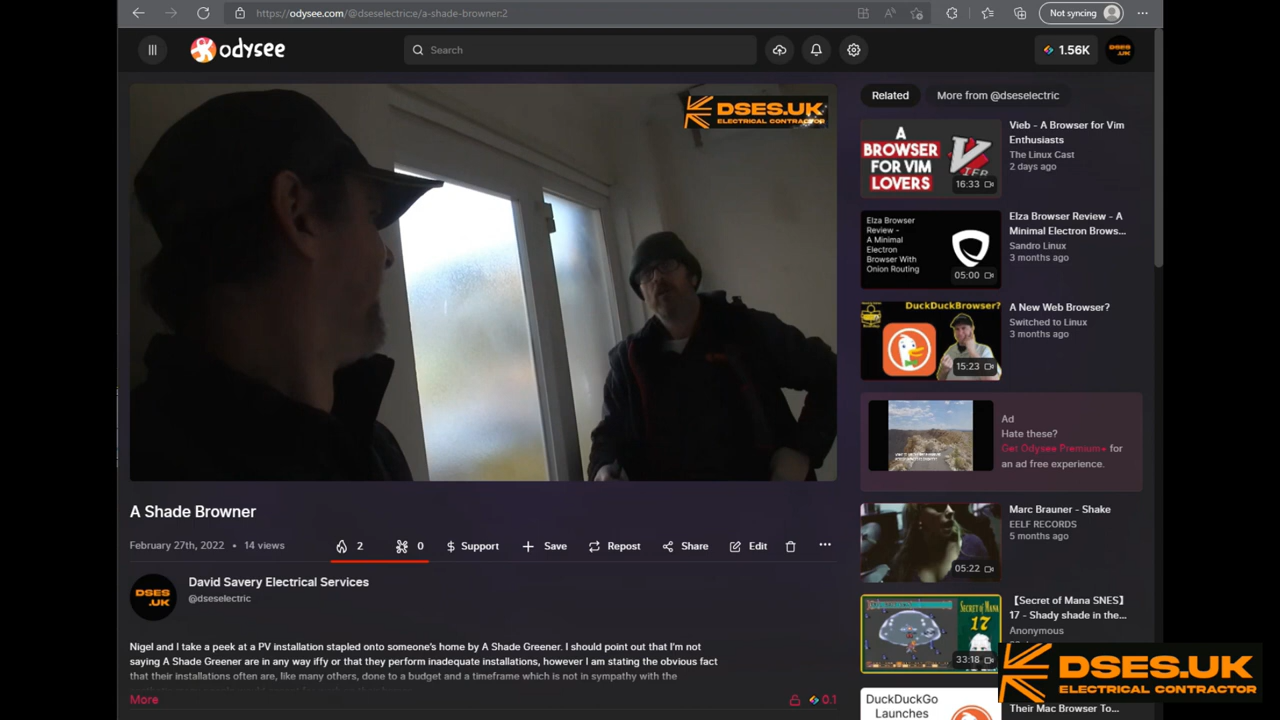 https://odysee.com/@dseselectric:e/a-shade-browner:2
Not syncing
odysee
Search
1.56K
DSES
.UK
DSES.UK
ELECTRICAL CONTRACTOR
Related
More from @dseselectric
A
BROWSER
FOR VIM
LOVERS
16:33
Vieb - A Browser for Vim
Enthusiasts
The Linux Cast
2 days ago
Elza Browser
Review -
A Minimal
Electron
Browser With
Onion Routing
05:00
Elza Browser Review - A
Minimal Electron Brows...
Sandro Linux
3 months ago
DuckDuckBrowser?
15:23
A New Web Browser?
Switched to Linux
3 months ago
Ad
Hate these?
Get Odysee Premium+ for
an ad free experience.
05:22
Marc Brauner - Shake
EELF RECORDS
5 months ago
SECRET OF
MANA
17
33:18
【Secret of Mana SNES】
17 - Shady shade in the...
Anonymous
DuckDuckGo
Launches
Their Mac Browser To...
A Shade Browner
February 27th, 2022 • 14 views
2
0
Support
Save
Repost
Share
Edit
DSES
.UK
David Savery Electrical Services
@dseselectric
Nigel and I take a peek at a PV installation stapled onto someone's home by A Shade Greener. I should point out that I'm not
saying A Shade Greener are in any way iffy or that they perform inadequate installations, however I am stating the obvious fact
that their installations often are, like many others, done to a budget and a timeframe which is not in sympathy with the
More
0.1
DSES.UK
ELECTRICAL CONTRACTOR